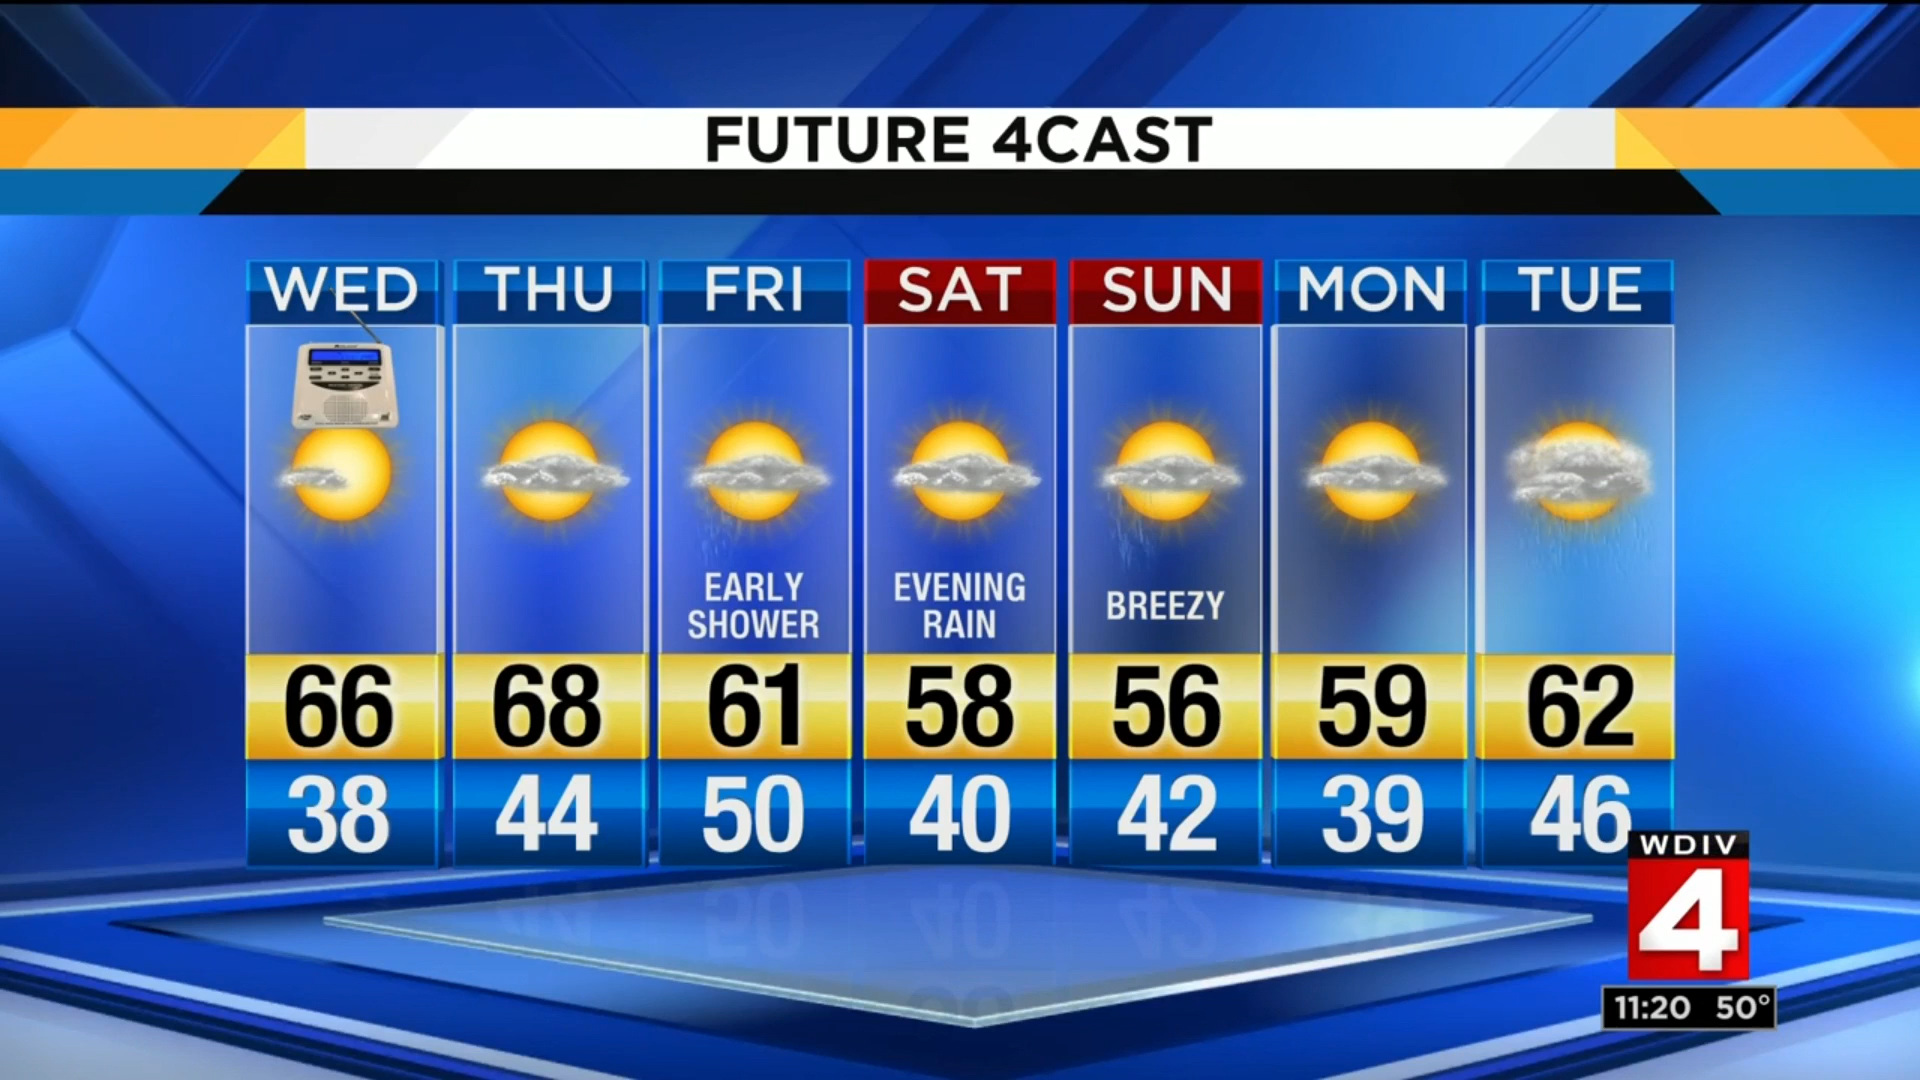 FUTURE 4CAST
WED THU FRI SAT SUN MON TUE
EARLY SHOWER
EVENING RAIN
BREEZY
66 68 61 58 56 59 62
38 44 50 40 42 39 46
WDIV
4
11:20 50°